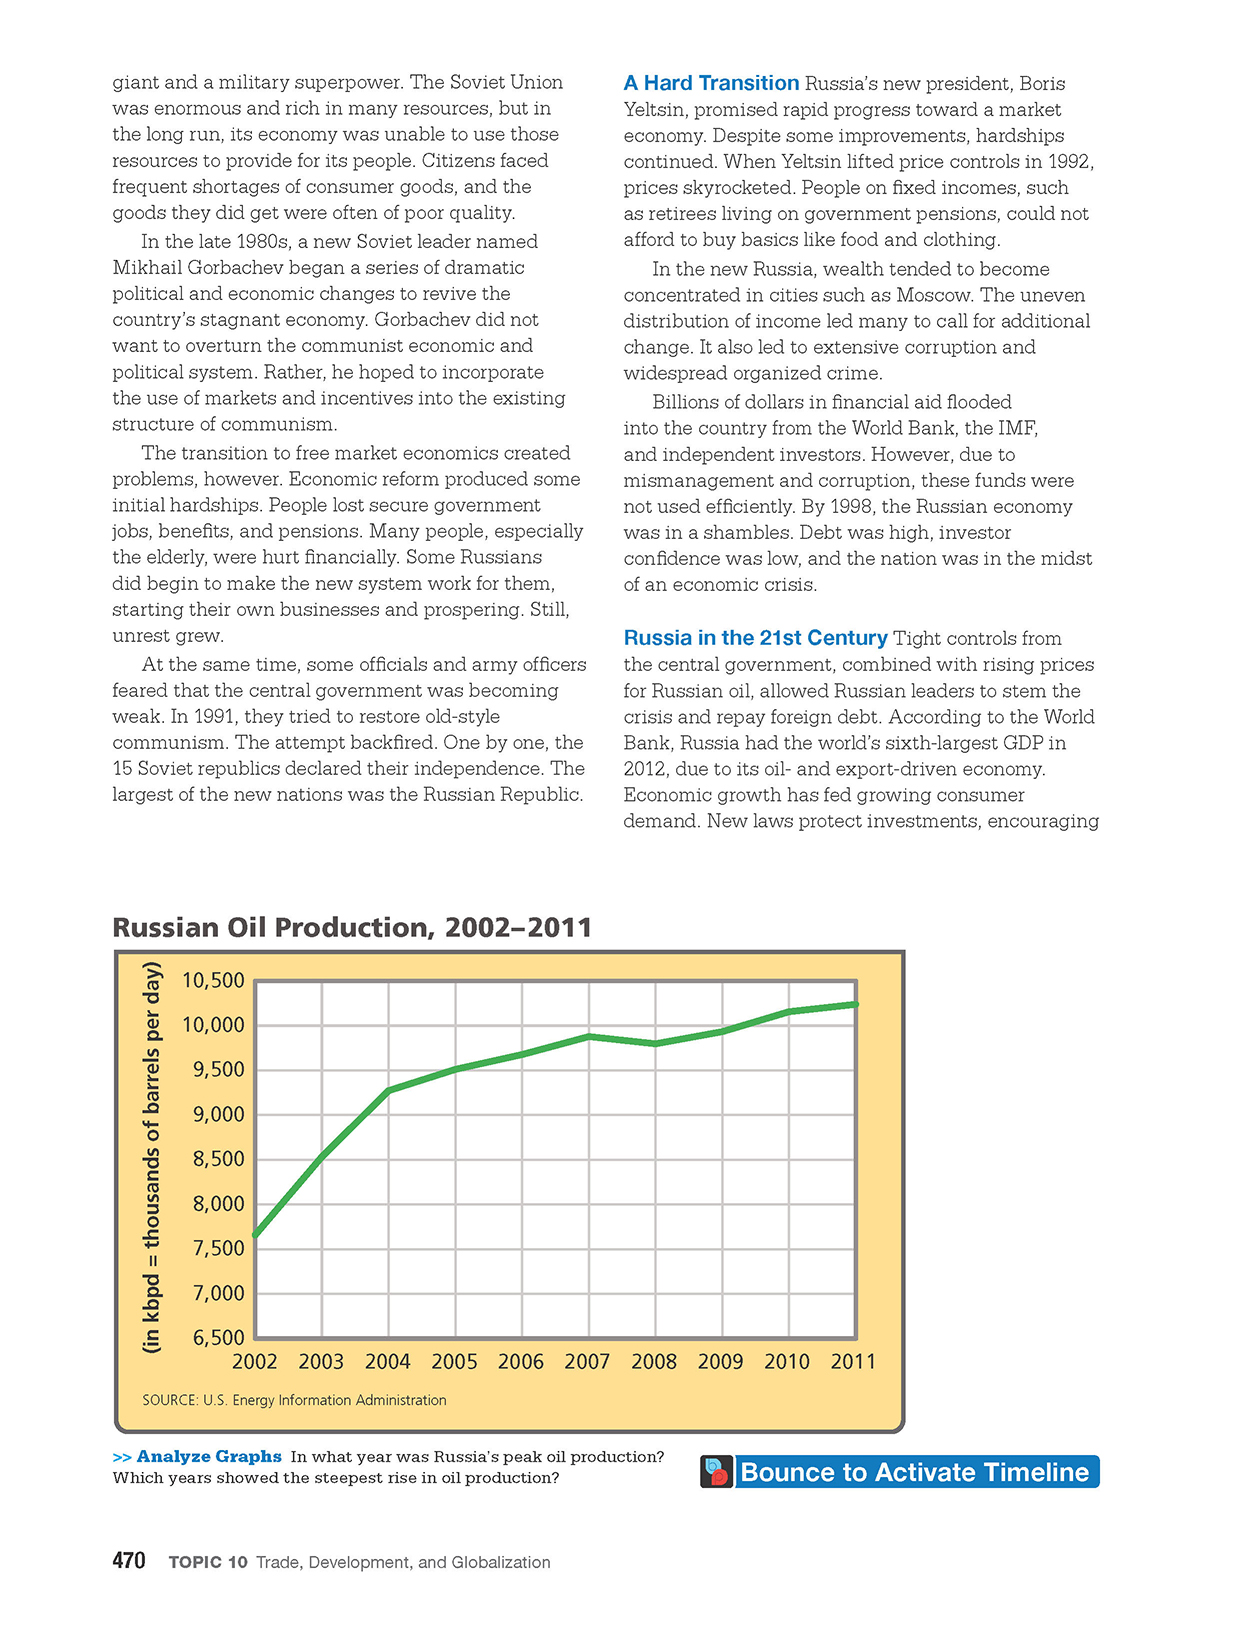 giant and a military superpower. The Soviet Union
was enormous and rich in many resources, but in
the long run, its economy was unable to use those
resources to provide for its people. Citizens faced
frequent shortages of consumer goods, and the
goods they did get were often of poor quality.
In the late 1980s, a new Soviet leader named
Mikhail Gorbachev began a series of dramatic
political and economic changes to revive the
country's stagnant economy. Gorbachev did not
want to overturn the communist economic and
political system. Rather, he hoped to incorporate
the use of markets and incentives into the existing
structure of communism.
The transition to free market economics created
problems, however. Economic reform produced some
initial hardships. People lost secure government
jobs, benefits, and pensions. Many people, especially
the elderly, were hurt financially. Some Russians
did begin to make the new system work for them,
starting their own businesses and prospering. Still,
unrest grew.
At the same time, some officials and army officers
feared that the central government was becoming
weak. In 1991, they tried to restore old-style
communism. The attempt backfired. One by one, the
15 Soviet republics declared their independence. The
largest of the new nations was the Russian Republic.
A Hard Transition Russia's new president, Boris
Yeltsin, promised rapid progress toward a market
economy. Despite some improvements, hardships
continued. When Yeltsin lifted price controls in 1992,
prices skyrocketed. People on fixed incomes, such
as retirees living on government pensions, could not
afford to buy basics like food and clothing.
In the new Russia, wealth tended to become
concentrated in cities such as Moscow. The uneven
distribution of income led many to call for additional
change. It also led to extensive corruption and
widespread organized crime.
Billions of dollars in financial aid flooded
into the country from the World Bank, the IMF,
and independent investors. However, due to
mismanagement and corruption, these funds were
not used efficiently. By 1998, the Russian economy
was in a shambles. Debt was high, investor
confidence was low, and the nation was in the midst
of an economic crisis.
Russia in the 21st Century Tight controls from
the central government, combined with rising prices
for Russian oil, allowed Russian leaders to stem the
crisis and repay foreign debt. According to the World
Bank, Russia had the world's sixth-largest GDP in
2012, due to its oil- and export-driven economy.
Economic growth has fed growing consumer
demand. New laws protect investments, encouraging
Russian Oil Production, 2002–2011
(in kbpd = thousands of barrels per day)
10,500
10,000
9,500
9,000
8,500
8,000
7,500
7,000
6,500
2002 2003 2004 2005 2006 2007 2008 2009 2010 2011
SOURCE: U.S. Energy Information Administration
>> Analyze Graphs In what year was Russia's peak oil production?
Which years showed the steepest rise in oil production?
Bounce to Activate Timeline
470 TOPIC 10 Trade, Development, and Globalization